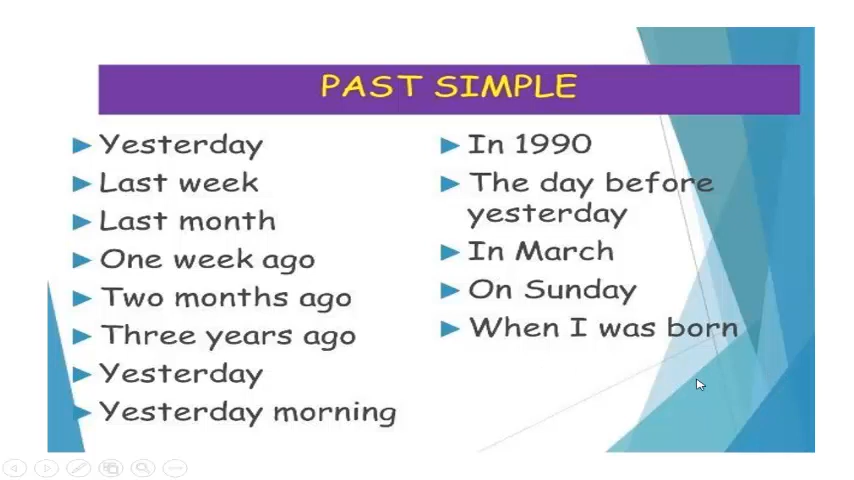 PAST SIMPLE
Yesterday
Last week
Last month
One week ago
Two months ago
Three years ago
Yesterday
Yesterday morning
In 1990
The day before
yesterday
In March
On Sunday
When I was born